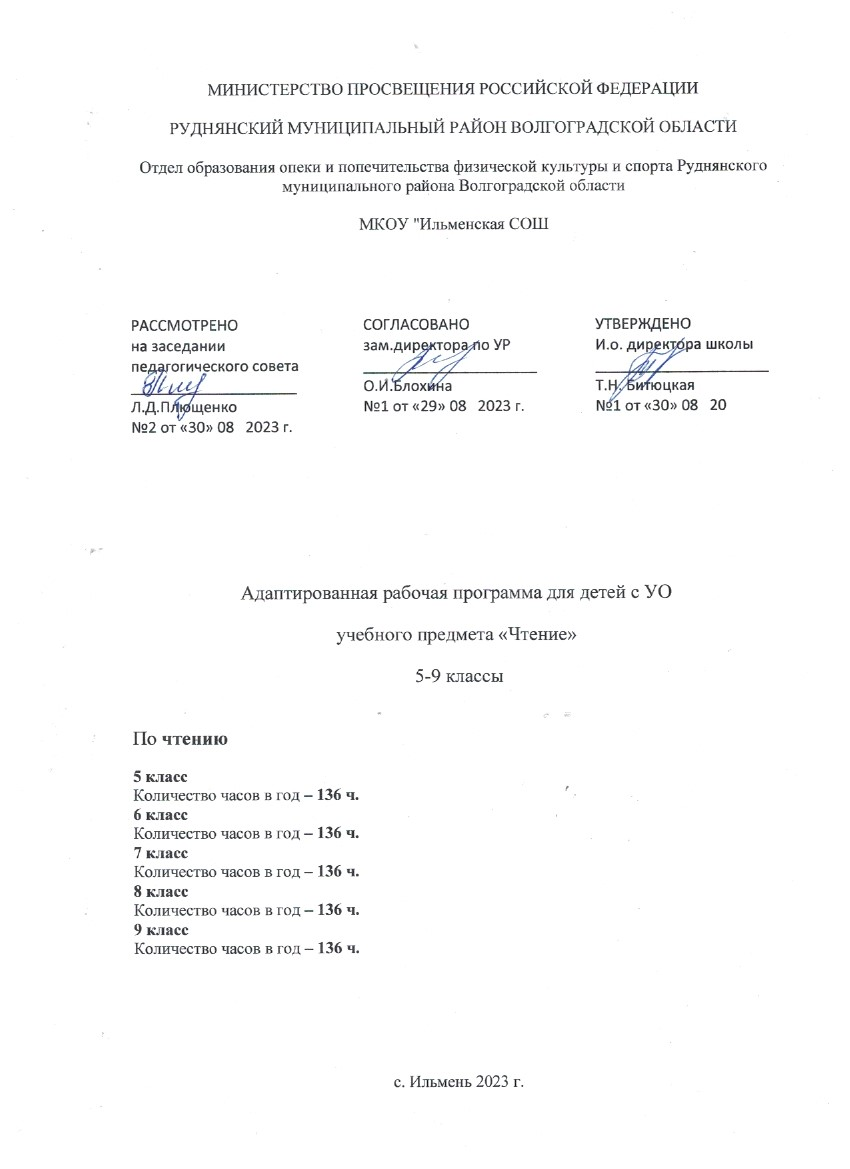 МИНИСТЕРСТВО ПРОСВЕЩЕНИЯ РОССИЙСКОЙ ФЕДЕРАЦИИ
РУДНЯНСКИЙ МУНИЦИПАЛЬНЫЙ РАЙОН ВОЛГОГРАДСКОЙ ОБЛАСТИ
Отдел образования опеки и попечительства физической культуры и спорта Руднянского
муниципального района Волгоградской области
МКОУ "Ильменская СОШ
РАССМОТРЕНО
на заседании
педагогического совета
Л.Д.Плющенко
№2 от «30» 08 2023 г.
СОГЛАСОВАНО
зам.директора по УР
О.И.Блохина
№1 от «29» 08 2023 г.
УТВЕРЖДЕНО
И.о. директора школы
Т.Н. Битюцкая
№1 от «30» 08 20
Адаптированная рабочая программа для детей с УО
учебного предмета «Чтение»
5-9 классы
По чтению
5 класс
Количество часов в год – 136 ч.
6 класс
Количество часов в год – 136 ч.
7 класс
Количество часов в год – 136 ч.
8 класс
Количество часов в год – 136 ч.
9 класс
Количество часов в год – 136 ч.
с. Ильмень 2023 г.